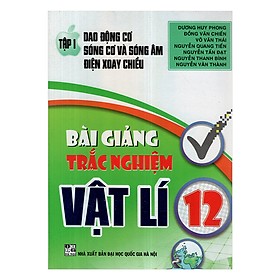 TẬP 1
DAO ĐỘNG CƠ
SÓNG CƠ VÀ SÓNG ÂM
ĐIỆN XOAY CHIỀU
DƯƠNG HUY PHONG
ĐỒNG VĂN CHIẾN
VÕ VĂN THÁI
NGUYỄN QUANG TIẾN
NGUYỄN TẤN ĐẠT
NGUYỄN THANH BÌNH
NGUYỄN VĂN THÀNH
BÀI GIẢNG
TRẮC NGHIỆM
VẬT LÍ 12
NHÀ XUẤT BẢN ĐẠI HỌC QUỐC GIA HÀ NỘI